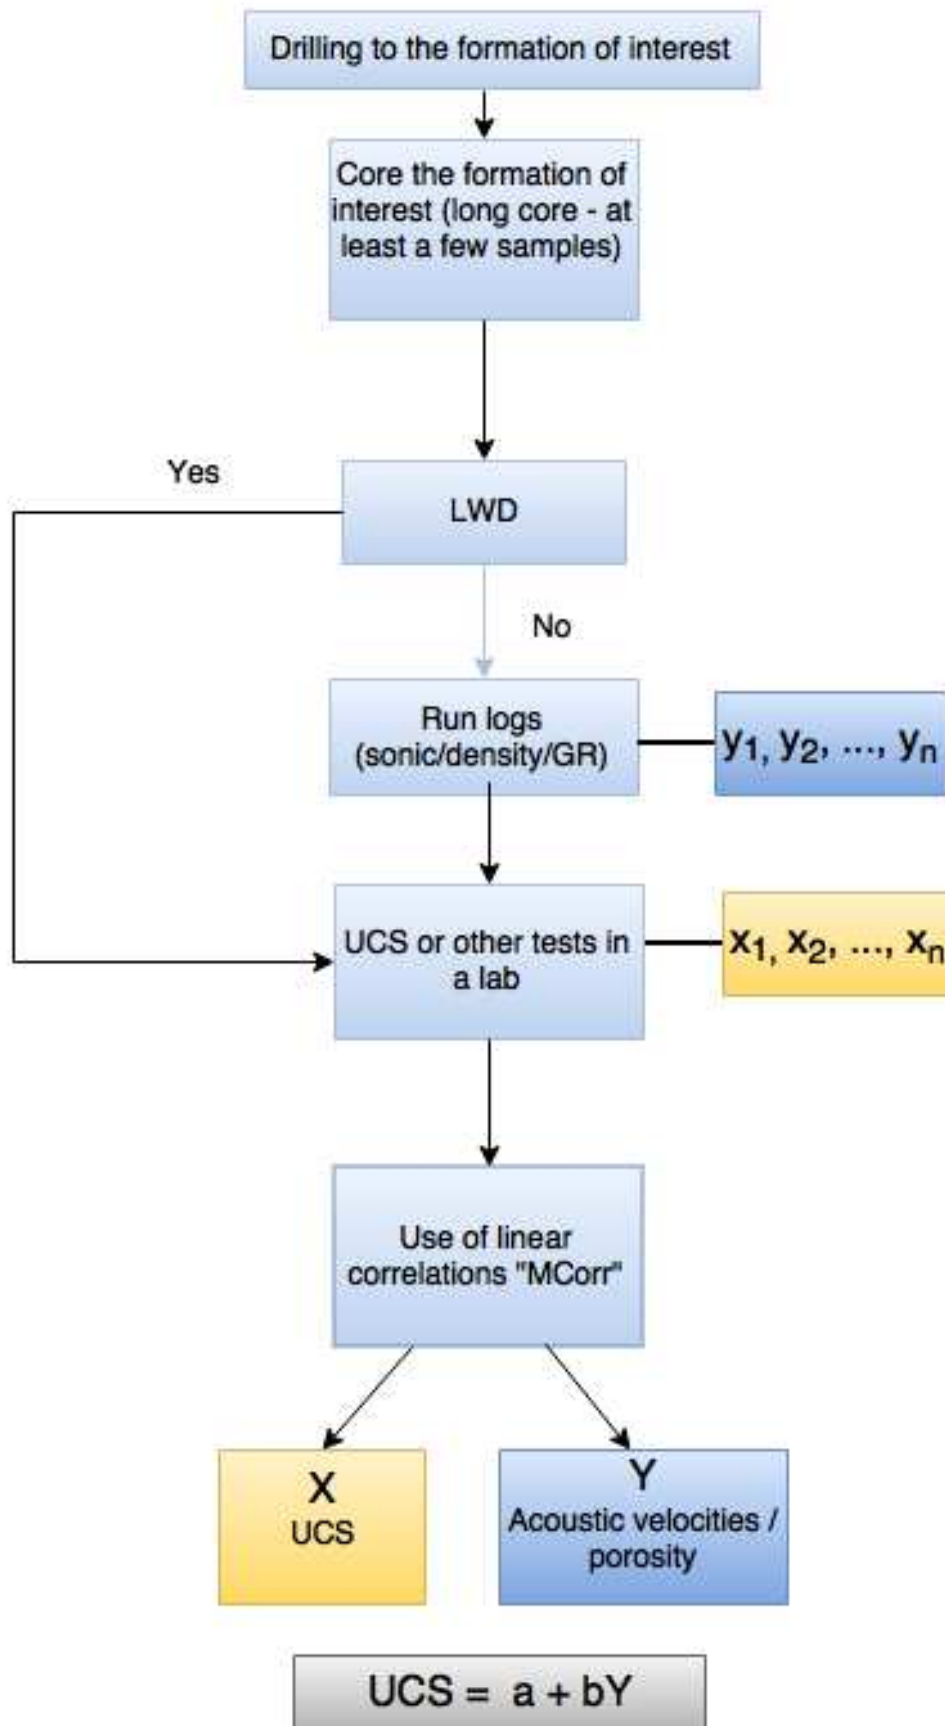 Drilling to the formation of interest
Core the formation of
interest (long core - at
least a few samples)
Yes
LWD
No
Run logs
(sonic/density/GR)
y1, y2, ..., yn
UCS or other tests in
a lab
x1, x2, ..., xn
Use of linear
correlations "MCorr"
X
UCS
Y
Acoustic velocities /
porosity
UCS = a + bY